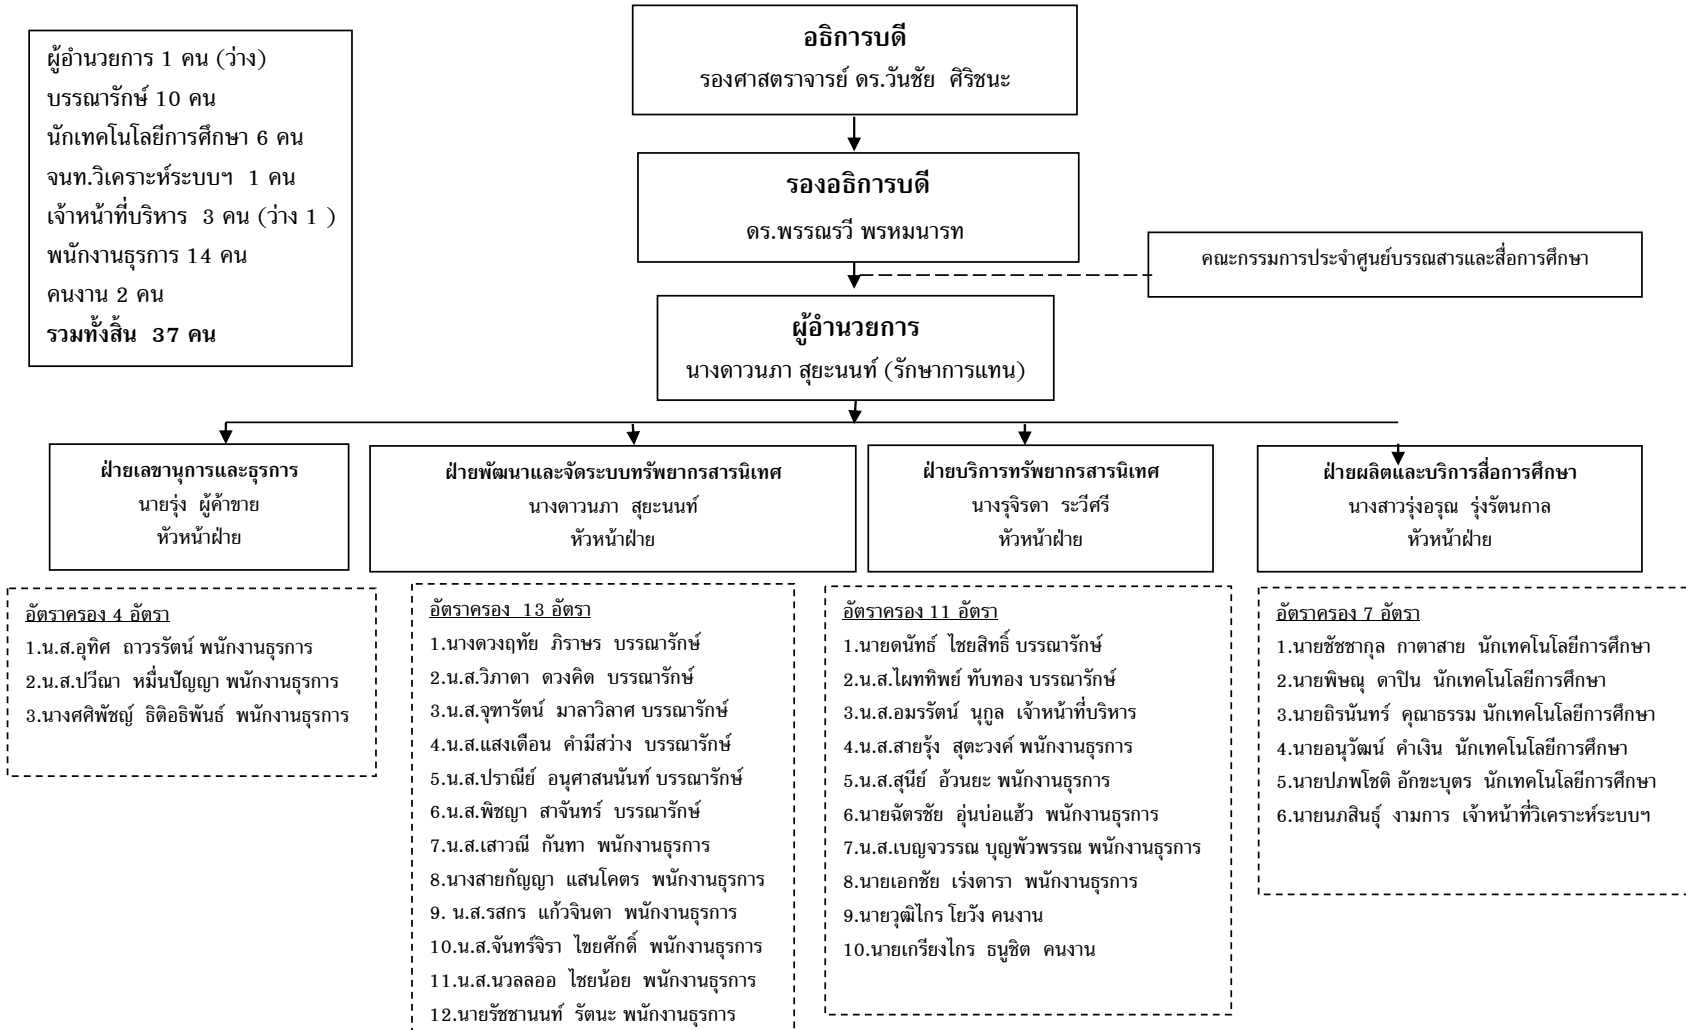 ผู้อำนวยการ 1 คน (ว่าง)
บรรณารักษ์ 10 คน
นักเทคโนโลยีการศึกษา 6 คน
จนท.วิเคราะห์ระบบฯ 1 คน
เจ้าหน้าที่บริหาร 3 คน (ว่าง 1 )
พนักงานธุรการ 14 คน
คนงาน 2 คน
รวมทั้งสิ้น 37 คน
อธิการบดี
รองศาสตราจารย์ ดร.วันชัย ศิริชนะ
รองอธิการบดี
ดร.พรรณรวี พรหมนารท
คณะกรรมการประจำศูนย์บรรณสารและสื่อการศึกษา
ผู้อำนวยการ
นางดาวนภา สุยะนนท์ (รักษาการแทน)
ฝ่ายเลขานุการและธุรการ
นายรุ่ง ผู้ค้าขาย
หัวหน้าฝ่าย
ฝ่ายพัฒนาและจัดระบบทรัพยากรสารนิเทศ
นางดาวนภา สุยะนนท์
หัวหน้าฝ่าย
ฝ่ายบริการทรัพยากรสารนิเทศ
นางรุจิรดา ระวีศรี
หัวหน้าฝ่าย
ฝ่ายผลิตและบริการสื่อการศึกษา
นางสาวรุ่งอรุณ รุ่งรัตนกาล
หัวหน้าฝ่าย
อัตราครอง 4 อัตรา
1.น.ส.อุทิศ ถาวรรัตน์ พนักงานธุรการ
2.น.ส.ปวีณา หมื่นปัญญา พนักงานธุรการ
3.นางศศิพัชญ์ ธิติอธิพันธ์ พนักงานธุรการ
อัตราครอง 13 อัตรา
1.นางดวงฤทัย ภิราษร บรรณารักษ์
2.น.ส.วิภาดา ดวงคิด บรรณารักษ์
3.น.ส.จุฑารัตน์ มาลาวิลาศ บรรณารักษ์
4.น.ส.แสงเดือน คำมีสว่าง บรรณารักษ์
5.น.ส.ปราณีย์ อนุศาสนนันท์ บรรณารักษ์
6.น.ส.พิชญา สาจันทร์ บรรณารักษ์
7.น.ส.เสาวณี กันทา พนักงานธุรการ
8.นางสายกัญญา แสนโคตร พนักงานธุรการ
9. น.ส.รสกร แก้วจินดา พนักงานธุรการ
10.น.ส.จันทร์จิรา ไขยศักดิ์ พนักงานธุรการ
11.น.ส.นวลลออ ไชยน้อย พนักงานธุรการ
12.นายรัชชานนท์ รัตนะ พนักงานธุรการ
อัตราครอง 11 อัตรา
1.นายดนัทธ์ ไชยสิทธิ์ บรรณารักษ์
2.น.ส.ไผททิพย์ ทับทอง บรรณารักษ์
3.น.ส.อมรรัตน์ นุกูล เจ้าหน้าที่บริหาร
4.น.ส.สายรุ้ง สุตะวงค์ พนักงานธุรการ
5.น.ส.สุนีย์ อ้วนยะ พนักงานธุรการ
6.นายฉัตรชัย อุ่นบ่อแฮ้ว พนักงานธุรการ
7.น.ส.เบญจวรรณ บุญพัวพรรณ พนักงานธุรการ
8.นายเอกชัย เร่งดารา พนักงานธุรการ
9.นายวุฒิไกร โยวัง คนงาน
10.นายเกรียงไกร ธนูชิต คนงาน
อัตราครอง 7 อัตรา
1.นายชัชชากุล กาตาสาย นักเทคโนโลยีการศึกษา
2.นายพิษณุ ดาปิน นักเทคโนโลยีการศึกษา
3.นายถิรนันทร์ คุณาธรรม นักเทคโนโลยีการศึกษา
4.นายอนุวัฒน์ คำเงิน นักเทคโนโลยีการศึกษา
5.นายปภพโชติ อักขะบุตร นักเทคโนโลยีการศึกษา
6.นายนภสินธุ์ งามการ เจ้าหน้าที่วิเคราะห์ระบบฯ